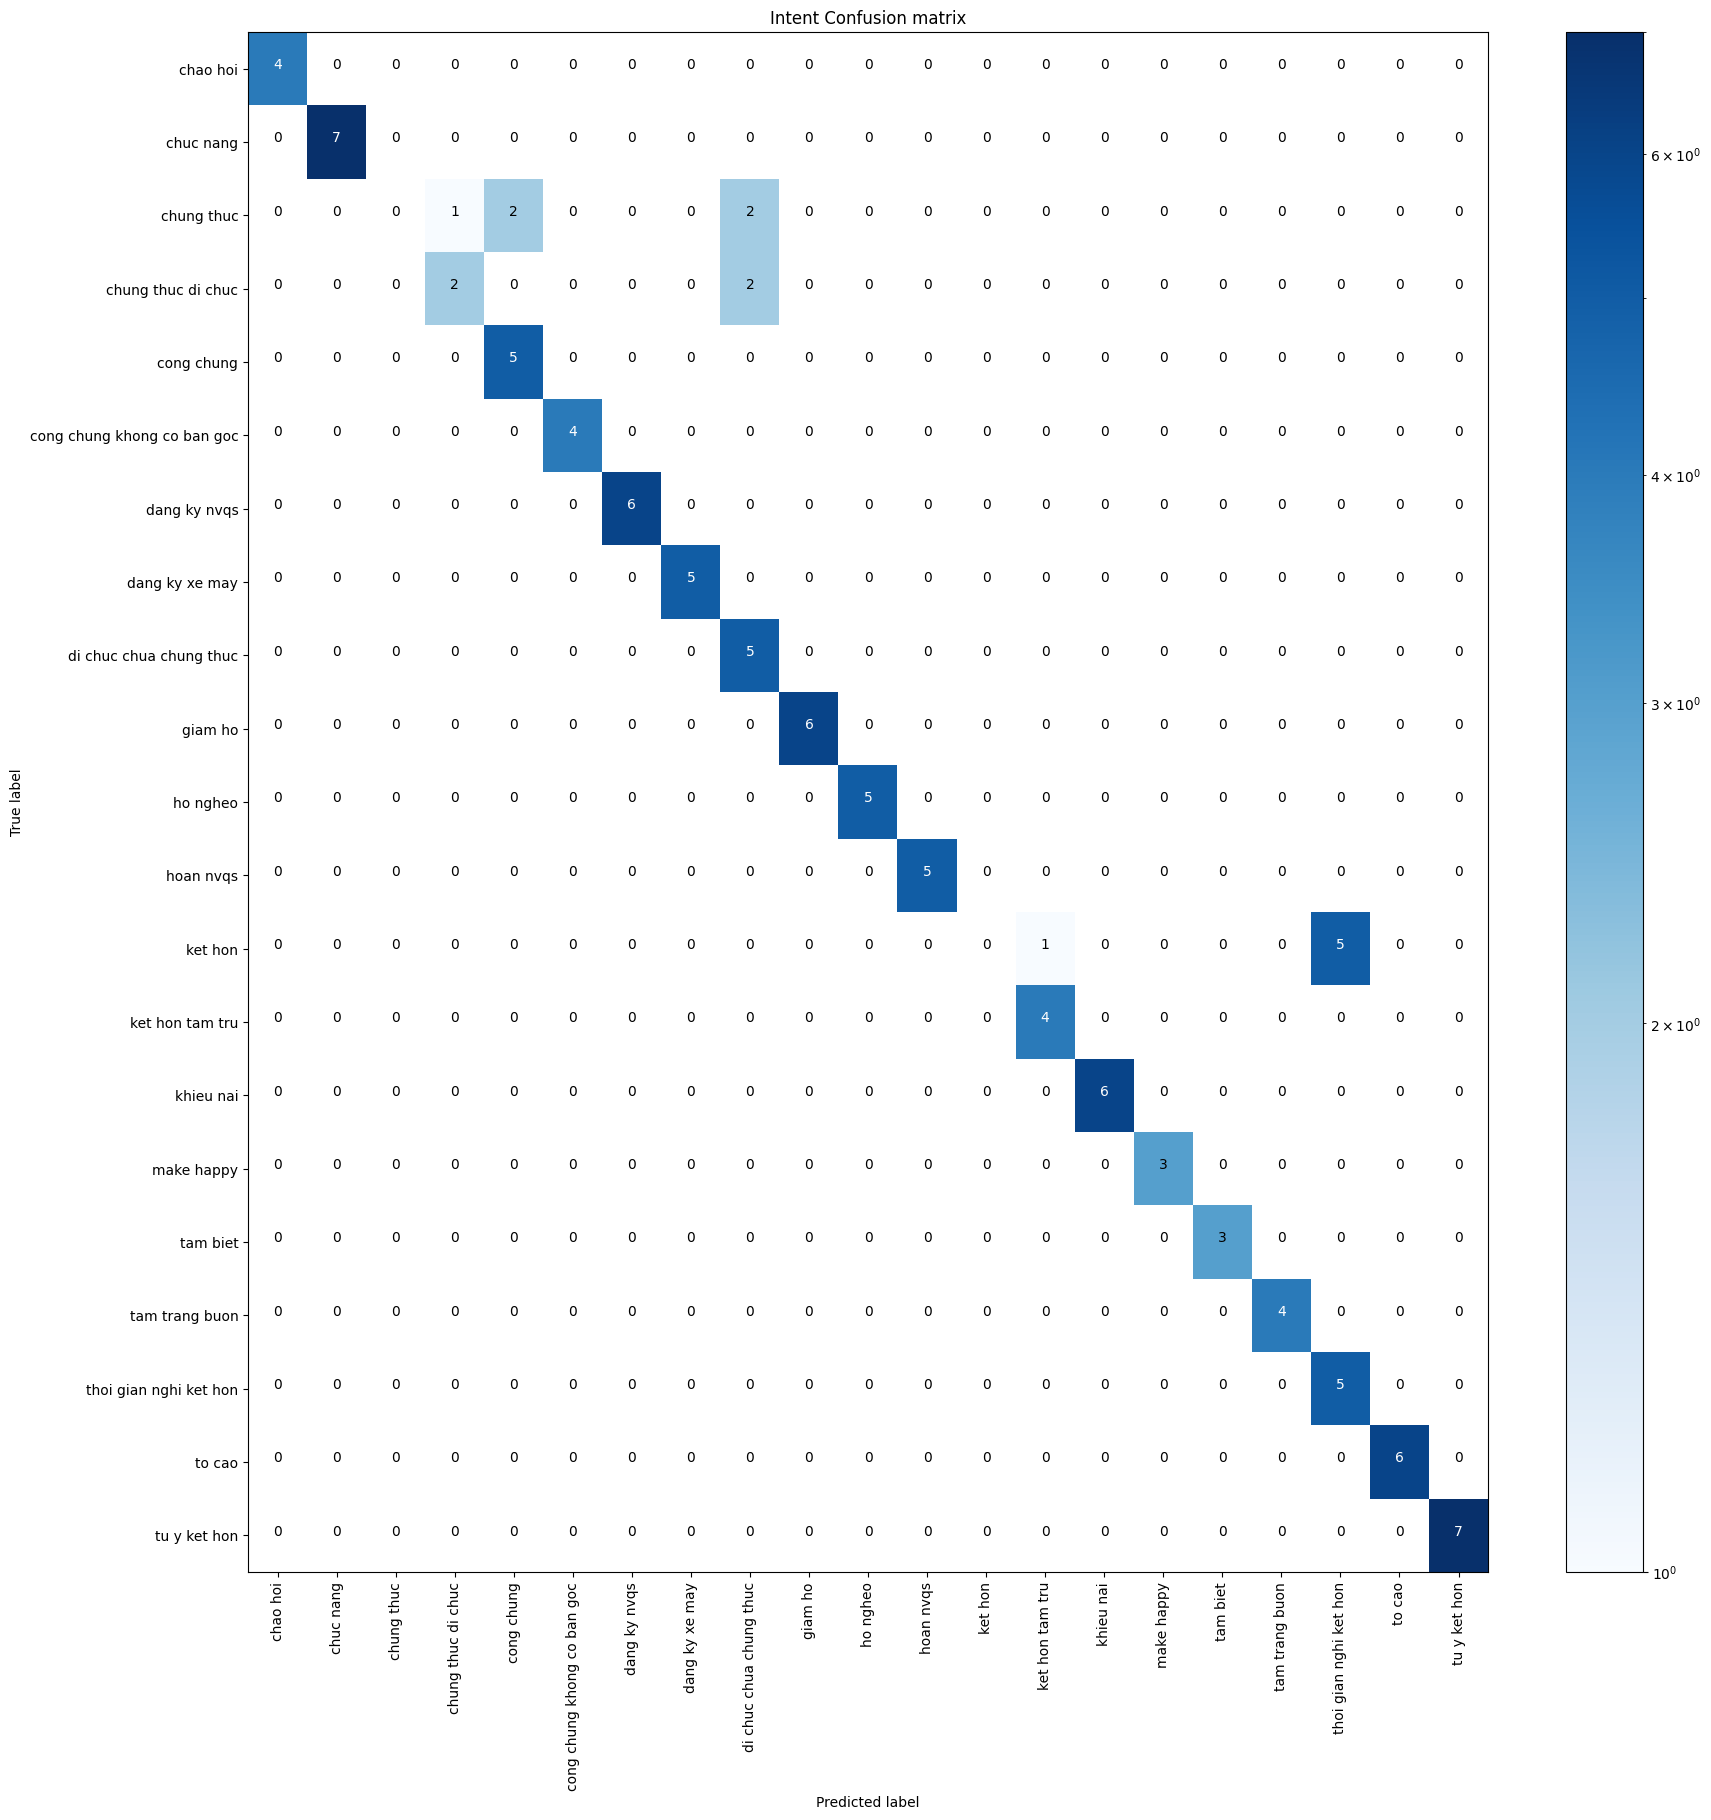 Intent Confusion matrix
chao hoi 4 0 0 0 0 0 0 0 0 0 0 0 0 0 0 0 0 0 0 0 0
chuc nang 0 7 0 0 0 0 0 0 0 0 0 0 0 0 0 0 0 0 0 0 0
6 × 10⁰
chung thuc 0 0 0 1 2 0 0 0 2 0 0 0 0 0 0 0 0 0 0 0 0
chung thuc di chuc 0 0 0 2 0 0 0 0 2 0 0 0 0 0 0 0 0 0 0 0 0
cong chung 0 0 0 0 5 0 0 0 0 0 0 0 0 0 0 0 0 0 0 0 0
cong chung khong co ban goc 0 0 0 0 0 4 0 0 0 0 0 0 0 0 0 0 0 0 0 0 0
4 × 10⁰
dang ky nvqs 0 0 0 0 0 0 6 0 0 0 0 0 0 0 0 0 0 0 0 0 0
dang ky xe may 0 0 0 0 0 0 0 5 0 0 0 0 0 0 0 0 0 0 0 0 0
di chuc chua chung thuc 0 0 0 0 0 0 0 0 5 0 0 0 0 0 0 0 0 0 0 0 0
3 × 10⁰
giam ho 0 0 0 0 0 0 0 0 0 6 0 0 0 0 0 0 0 0 0 0 0
True label
ho ngheo 0 0 0 0 0 0 0 0 0 0 5 0 0 0 0 0 0 0 0 0 0
hoan nvqs 0 0 0 0 0 0 0 0 0 0 0 5 0 0 0 0 0 0 0 0 0
ket hon 0 0 0 0 0 0 0 0 0 0 0 0 0 1 0 0 0 0 5 0 0
ket hon tam tru 0 0 0 0 0 0 0 0 0 0 0 0 0 4 0 0 0 0 0 0 0
2 × 10⁰
khieu nai 0 0 0 0 0 0 0 0 0 0 0 0 0 0 6 0 0 0 0 0 0
make happy 0 0 0 0 0 0 0 0 0 0 0 0 0 0 0 3 0 0 0 0 0
tam biet 0 0 0 0 0 0 0 0 0 0 0 0 0 0 0 0 3 0 0 0 0
tam trang buon 0 0 0 0 0 0 0 0 0 0 0 0 0 0 0 0 0 4 0 0 0
thoi gian nghi ket hon 0 0 0 0 0 0 0 0 0 0 0 0 0 0 0 0 0 0 5 0 0
to cao 0 0 0 0 0 0 0 0 0 0 0 0 0 0 0 0 0 0 0 6 0
tu y ket hon 0 0 0 0 0 0 0 0 0 0 0 0 0 0 0 0 0 0 0 0 7
10⁰
chao hoi
chuc nang
chung thuc
chung thuc di chuc
cong chung
cong chung khong co ban goc
dang ky nvqs
dang ky xe may
di chuc chua chung thuc
giam ho
ho ngheo
hoan nvqs
ket hon
ket hon tam tru
khieu nai
make happy
tam biet
tam trang buon
thoi gian nghi ket hon
to cao
tu y ket hon
Predicted label